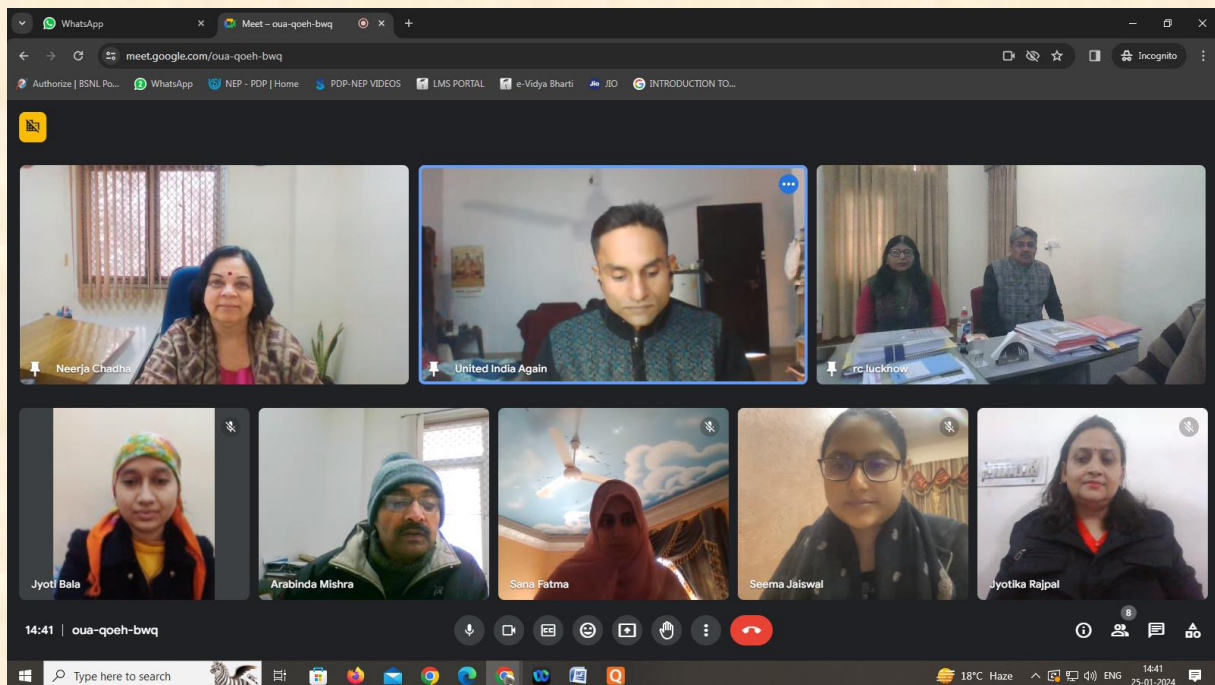 WhatsApp
Meet – oua-qoeh-bwq
meet.google.com/oua-qoeh-bwq
Incognito
Authorize | BSNL Po...
WhatsApp
NEP - PDP | Home
PDP-NEP VIDEOS
LMS PORTAL
e-Vidya Bharti
Jio JIO
INTRODUCTION TO...
Neerja Chadha
United India Again
rc lucknow
Jyoti Bala
Arabinda Mishra
Sana Fatma
Seema Jaiswal
Jyotika Rajpal
14:41 | oua-qoeh-bwq
CC
8
Type here to search
18°C Haze
ENG
14:41
25-01-2024